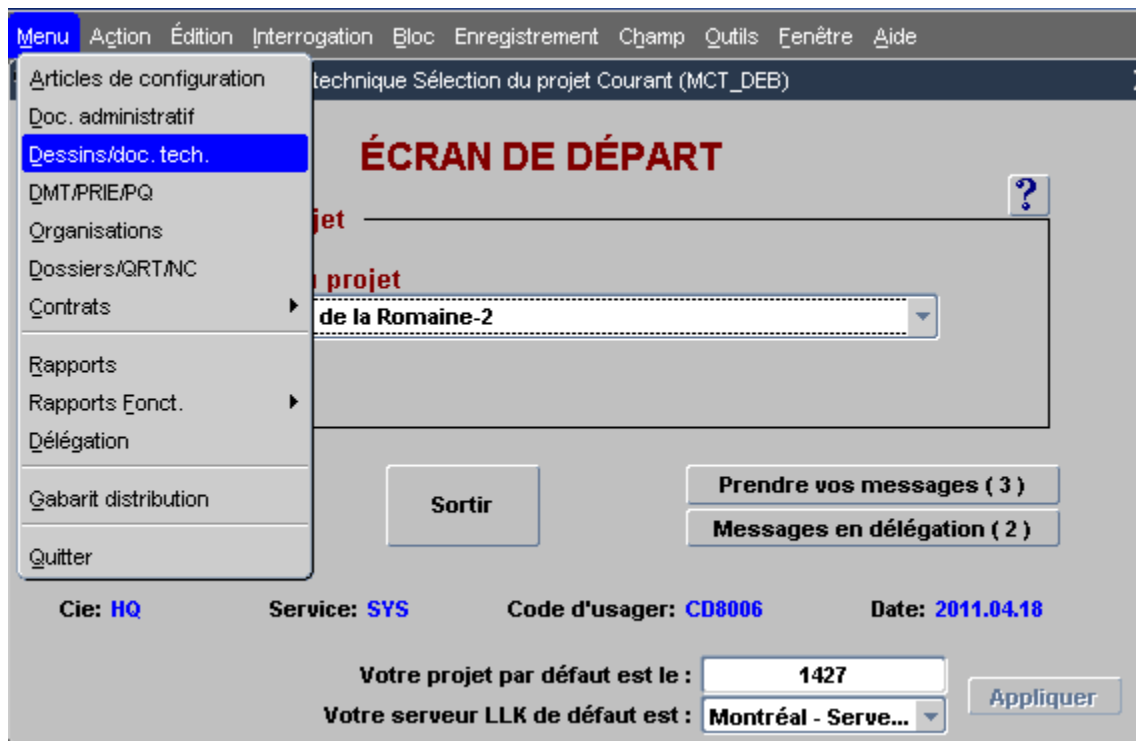 Menu Action Édition Interrogation Bloc Enregistrement Champ Outils Fenêtre Aide
technique Sélection du projet Courant (MCT_DEB)
Articles de configuration
Doc. administratif
Dessins/doc. tech.
DMT/PRIE/PQ
Organisations
Dossiers/QRT/NC
Contrats
Rapports
Rapports Fonct.
Délégation
Gabarit distribution
Quitter
ÉCRAN DE DÉPART
?
jet
projet
de la Romaine-2
Sortir
Prendre vos messages ( 3 )
Messages en délégation ( 2 )
Cie: HQ Service: SYS Code d'usager: CD8006 Date: 2011.04.18
Votre projet par défaut est le : 1427
Votre serveur LLK de défaut est : Montréal - Serve...
Appliquer